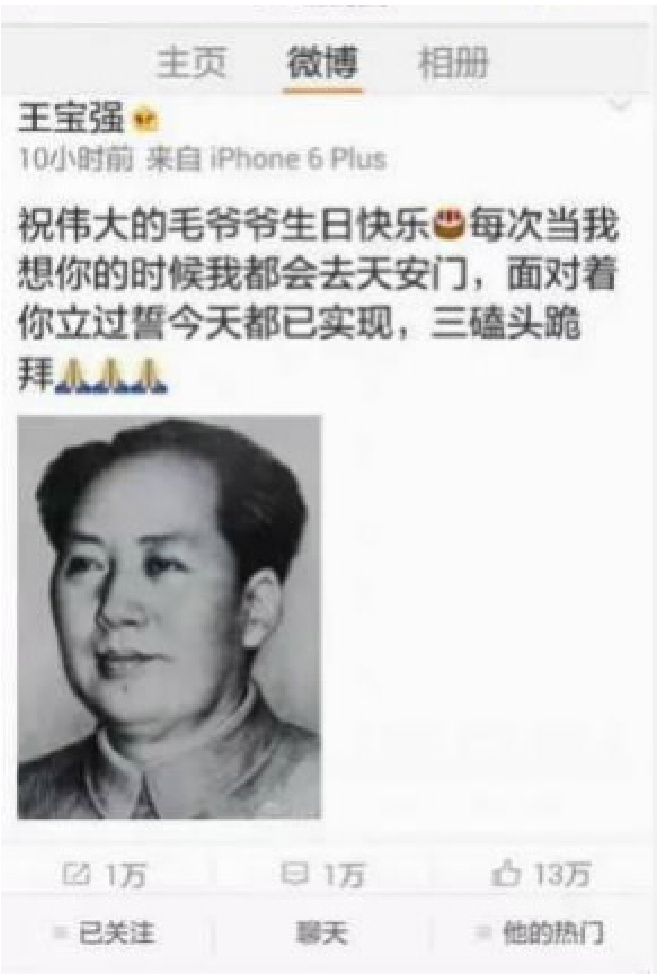 主页 微博 相册
王宝强
10小时前 来自 iPhone 6 Plus
祝伟大的毛爷爷生日快乐每次当我
想你的时候我都会去天安门，面对着
你立过誓今天都已实现，三磕头跪
拜
1万 1万 13万
已关注 聊天 他的热门